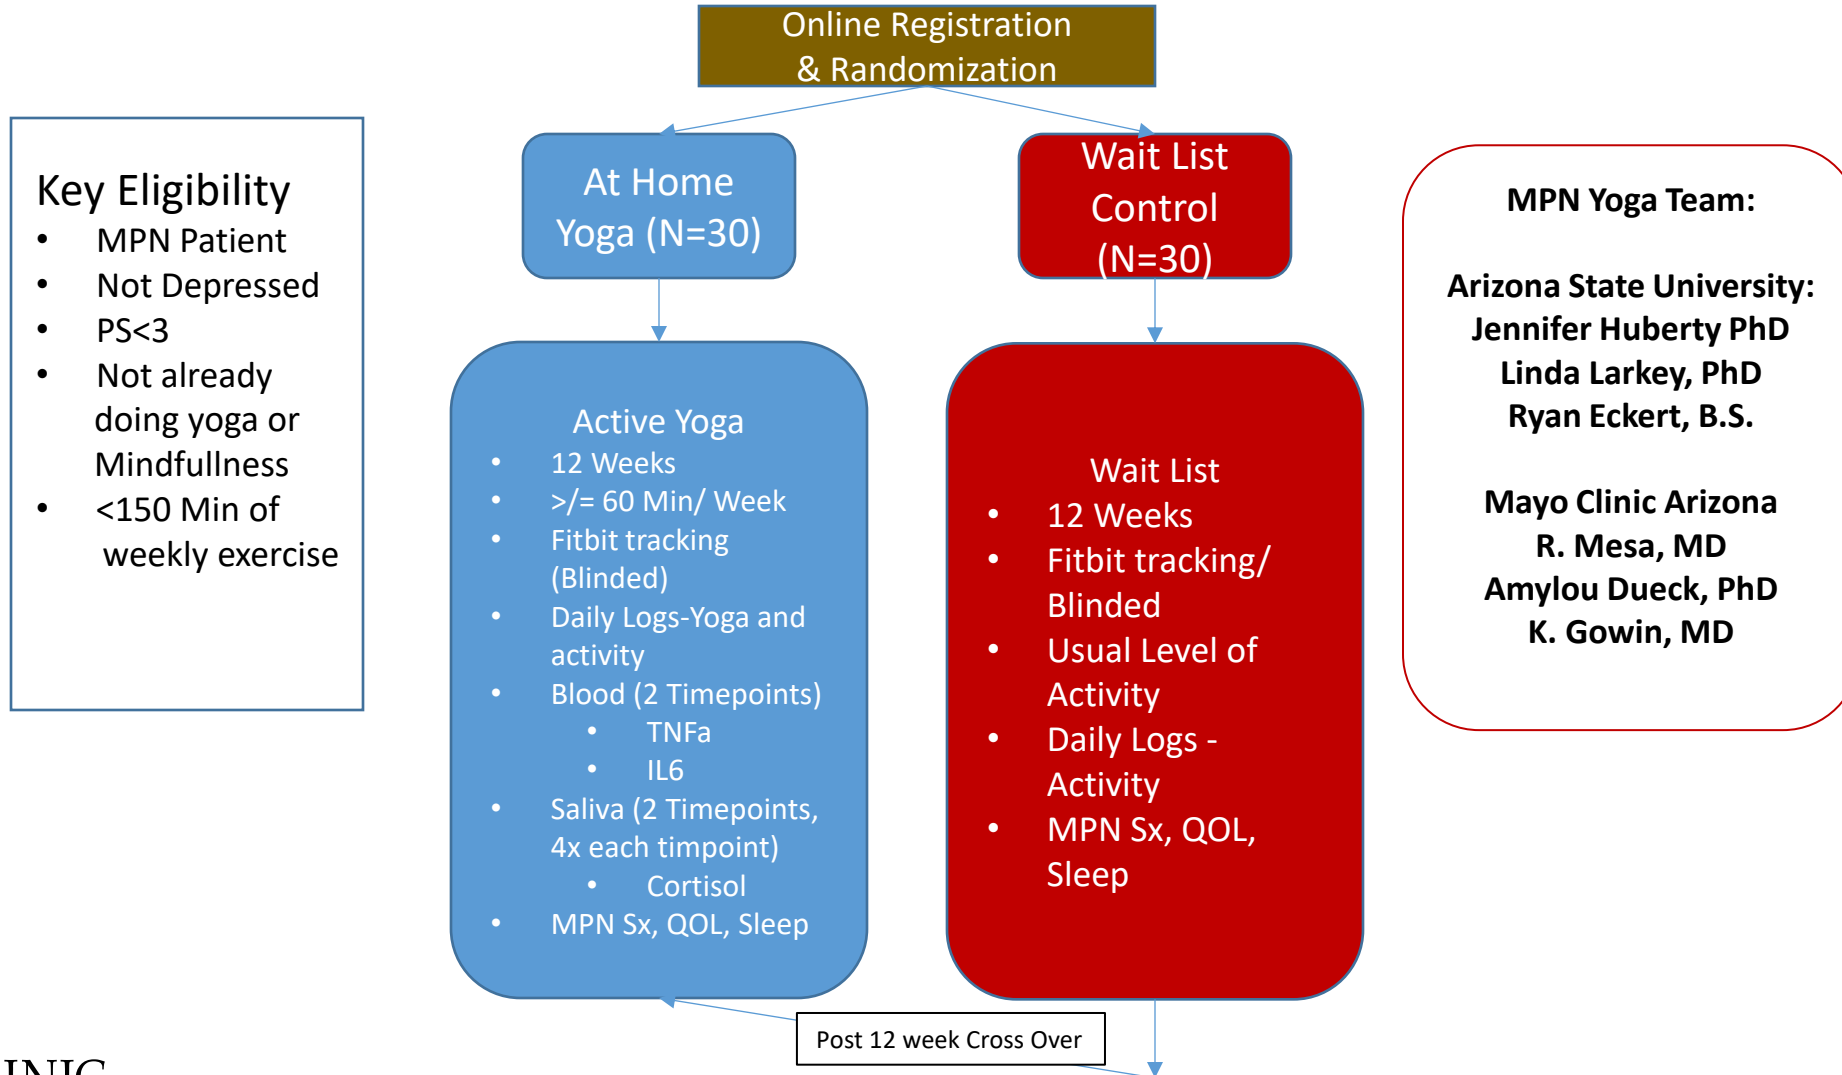 Online Registration
& Randomization
Key Eligibility
• MPN Patient
• Not Depressed
• PS<3
• Not already
doing yoga or
Mindfullness
• <150 Min of
weekly exercise
At Home
Yoga (N=30)
Wait List
Control
(N=30)
Active Yoga
• 12 Weeks
• >/= 60 Min/ Week
• Fitbit tracking
(Blinded)
• Daily Logs-Yoga and
activity
• Blood (2 Timepoints)
• TNFa
• IL6
• Saliva (2 Timepoints,
4x each timpoint)
• Cortisol
• MPN Sx, QOL, Sleep
Wait List
• 12 Weeks
• Fitbit tracking/
Blinded
• Usual Level of
Activity
• Daily Logs -
Activity
• MPN Sx, QOL,
Sleep
MPN Yoga Team:
Arizona State University:
Jennifer Huberty PhD
Linda Larkey, PhD
Ryan Eckert, B.S.
Mayo Clinic Arizona
R. Mesa, MD
Amylou Dueck, PhD
K. Gowin, MD
Post 12 week Cross Over